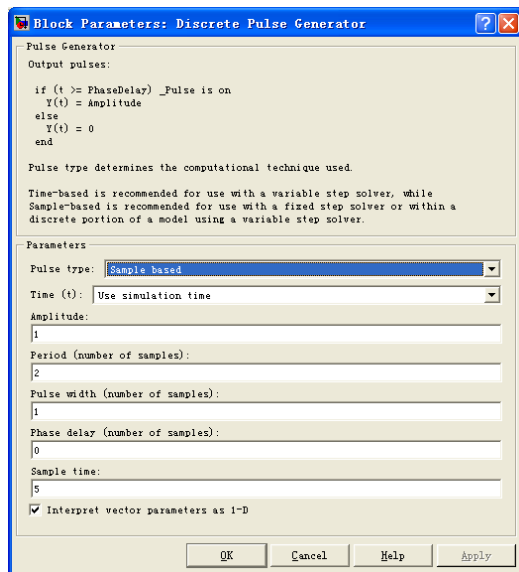 Block Parameters: Discrete Pulse Generator
Pulse Generator
Output pulses:
if (t >= PhaseDelay) _Pulse is on
Y(t) = Amplitude
else
Y(t) = 0
end
Pulse type determines the computational technique used.
Time-based is recommended for use with a variable step solver, while
Sample-based is recommended for use with a fixed step solver or within a
discrete portion of a model using a variable step solver.
Parameters
Pulse type: Sample based
Time (t): Use simulation time
Amplitude:
1
Period (number of samples):
2
Pulse width (number of samples):
1
Phase delay (number of samples):
0
Sample time:
5
Interpret vector parameters as 1-D
OK Cancel Help Apply